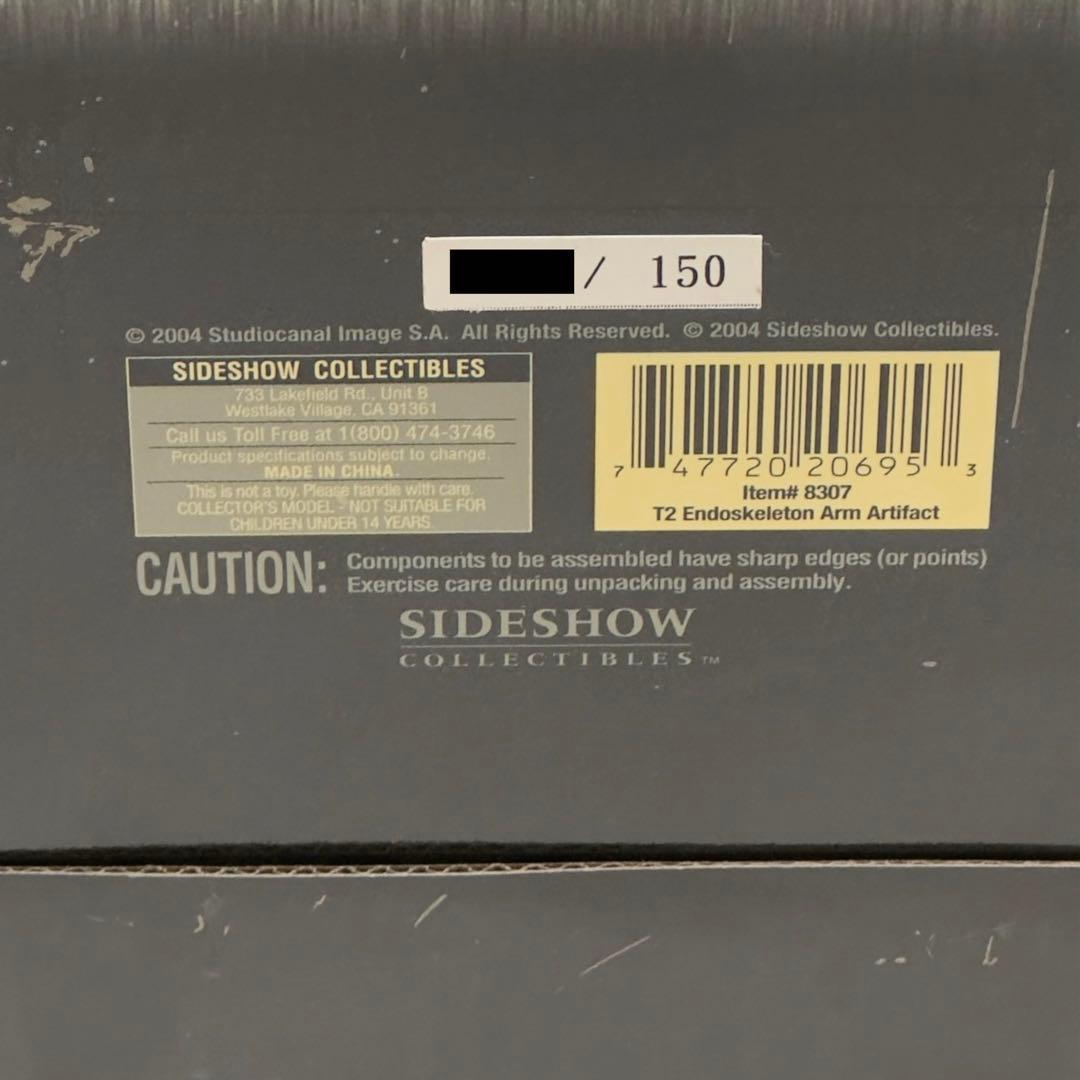 / 150
© 2004 Studiocanal Image S.A. All Rights Reserved. © 2004 Sideshow Collectibles.
SIDESHOW COLLECTIBLES
733 Lakefield Rd., Unit B
Westlake Village, CA 91361
Call us Toll Free at 1(800) 474-3746
Product specifications subject to change.
MADE IN CHINA.
This is not a toy. Please handle with care.
COLLECTOR'S MODEL - NOT SUITABLE FOR
CHILDREN UNDER 14 YEARS.
7 47720 20695 3
Item# 8307
T2 Endoskeleton Arm Artifact
CAUTION: Components to be assembled have sharp edges (or points)
Exercise care during unpacking and assembly.
SIDESHOW
COLLECTIBLES™